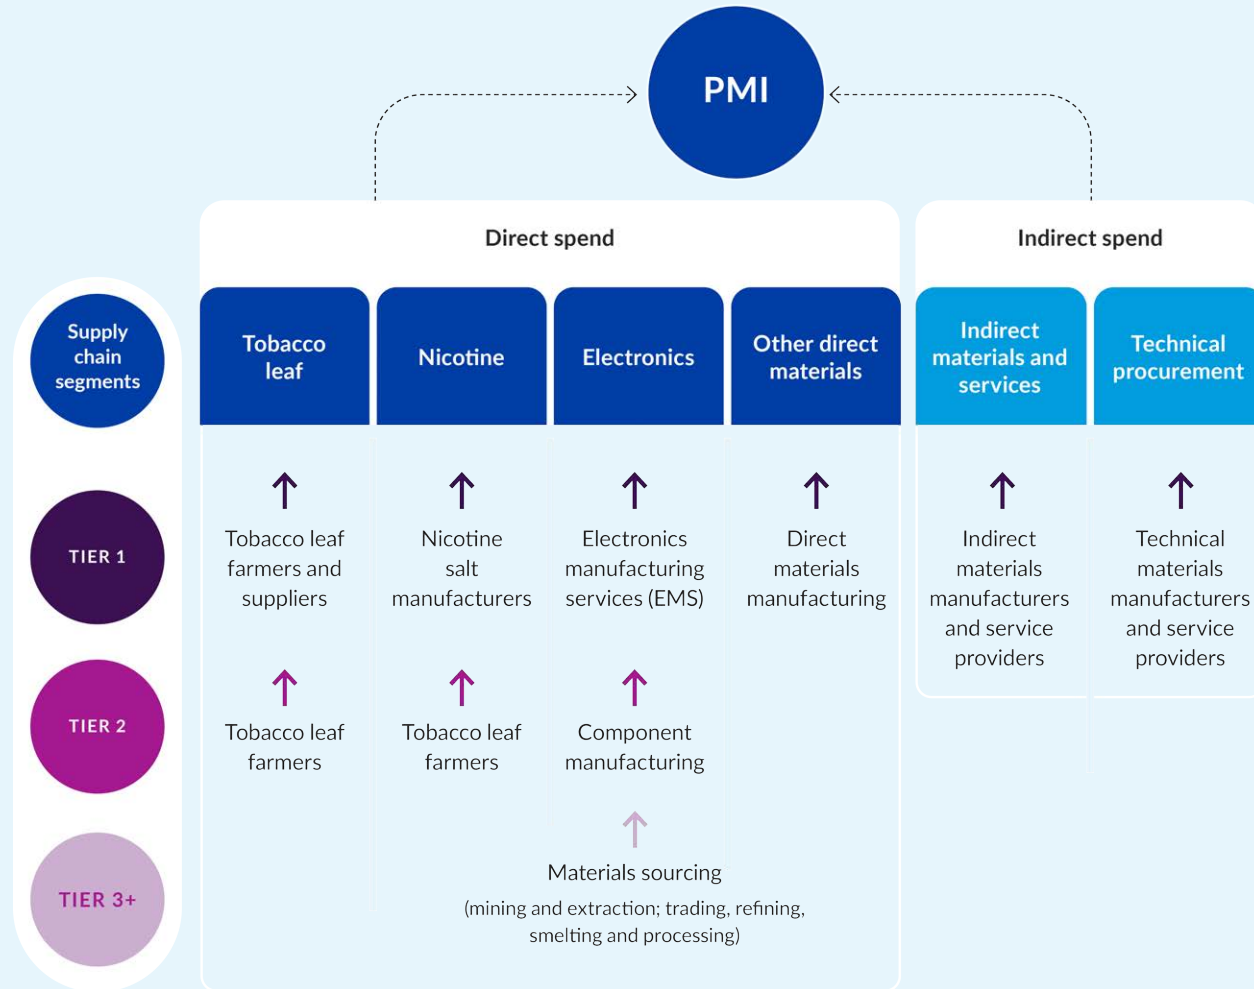 PMI
Direct spend
Indirect spend
Supply
chain
segments
Tobacco
leaf
Nicotine
Electronics
Other direct
materials
Indirect
materials and
services
Technical
procurement
TIER 1
Tobacco leaf
farmers and
suppliers
Nicotine
salt
manufacturers
Electronics
manufacturing
services (EMS)
Direct
materials
manufacturing
Indirect
materials
manufacturers
and service
providers
Technical
materials
manufacturers
and service
providers
TIER 2
Tobacco leaf
farmers
Tobacco leaf
farmers
Component
manufacturing
TIER 3+
Materials sourcing
(mining and extraction; trading, refining,
smelting and processing)